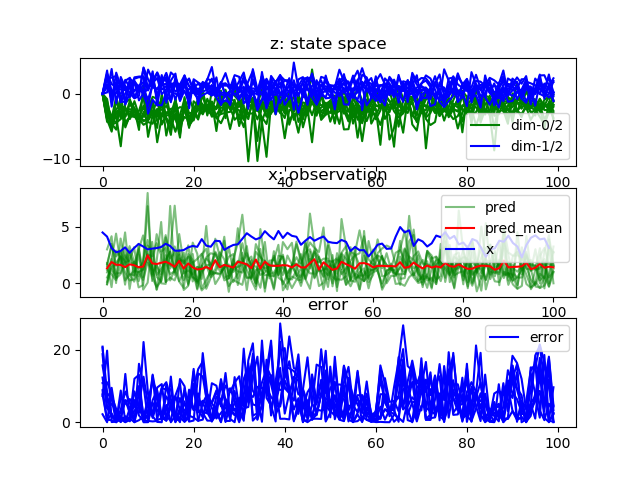 z: state space
0
−10
dim-0/2
dim-1/2
0 20 40 60 80 100
x: observation
5
0
pred
pred_mean
x
0 20 40 60 80 100
error
20
0
error
0 20 40 60 80 100